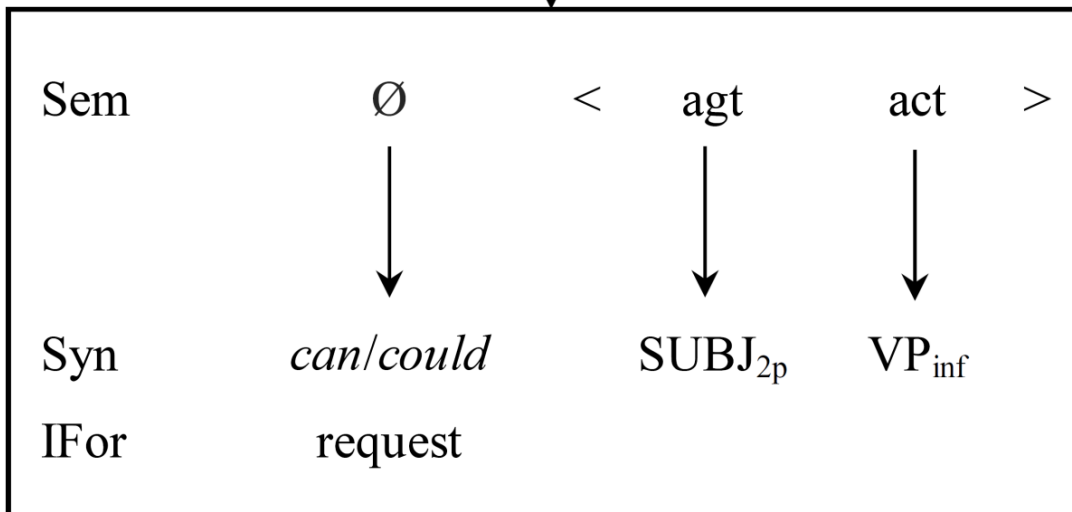 Sem Ø < agt act >
Syn can/could SUBJ2p VPinf
IFor request